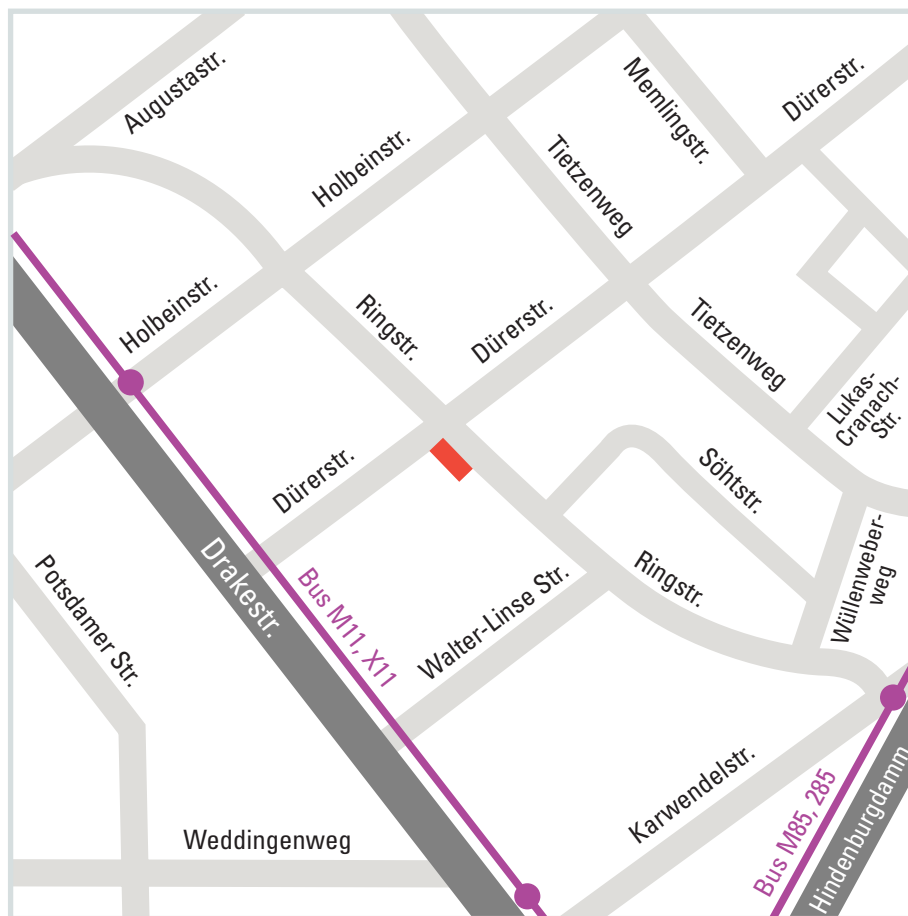 Augustastr.
Memlingstr.
Dürerstr.
Holbeinstr.
Tietzenweg
Holbeinstr.
Ringstr.
Dürerstr.
Tietzenweg
Lukas-
Cranach-
Str.
Dürerstr.
Söhtstr.
Wüllenweber-
weg
Potsdamer Str.
Drakestr.
Bus M11, X11
Walter-Linse Str.
Ringstr.
Karwendelstr.
Weddingenweg
Bus M85, 285
Hindenburgdamm